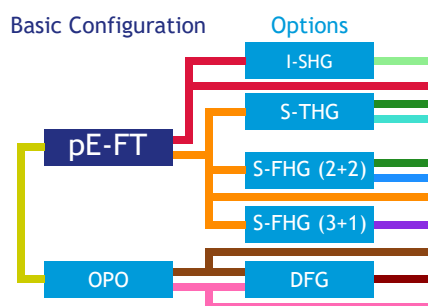 Basic Configuration
Options
I-SHG
S-THG
pE-FT
S-FHG (2+2)
S-FHG (3+1)
OPO
DFG